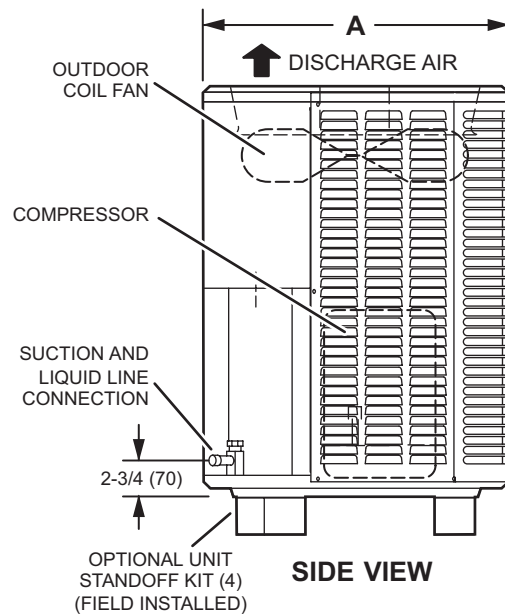 A
DISCHARGE AIR
OUTDOOR
COIL FAN
COMPRESSOR
SUCTION AND
LIQUID LINE
CONNECTION
2-3/4 (70)
OPTIONAL UNIT
STANDOFF KIT (4)
(FIELD INSTALLED)
SIDE VIEW